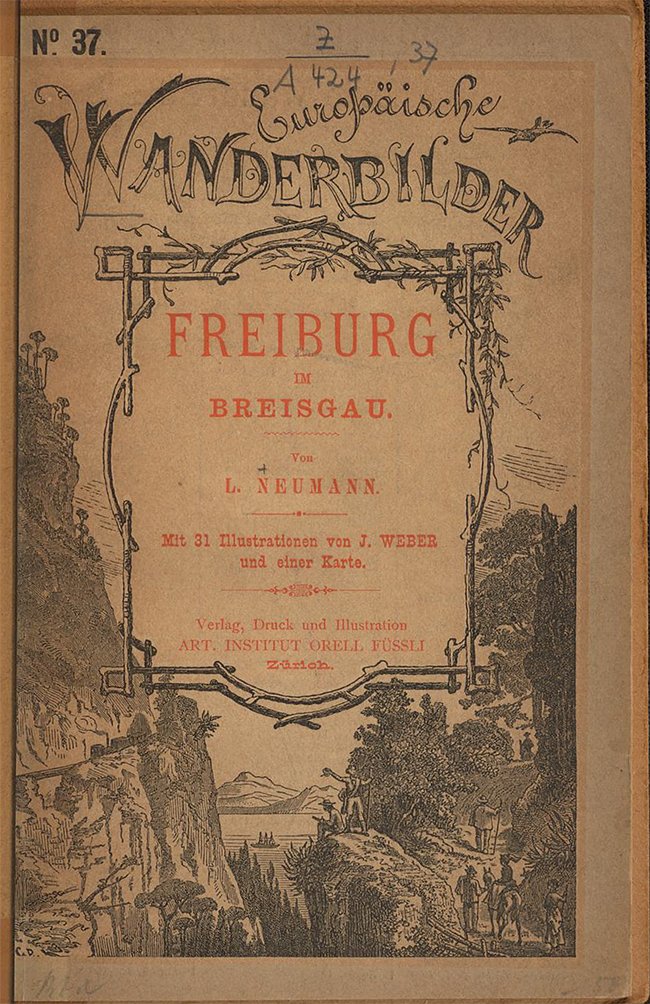 Nº 37.
Z
A 424, 37
Europäische
WANDERBILDER
FREIBURG
IM
BREISGAU.
Von
L. NEUMANN.
Mit 31 Illustrationen von J. WEBER
und einer Karte.
Verlag, Druck und Illustration
ART. INSTITUT ORELL FÜSSLI
Zürich.
C.D.